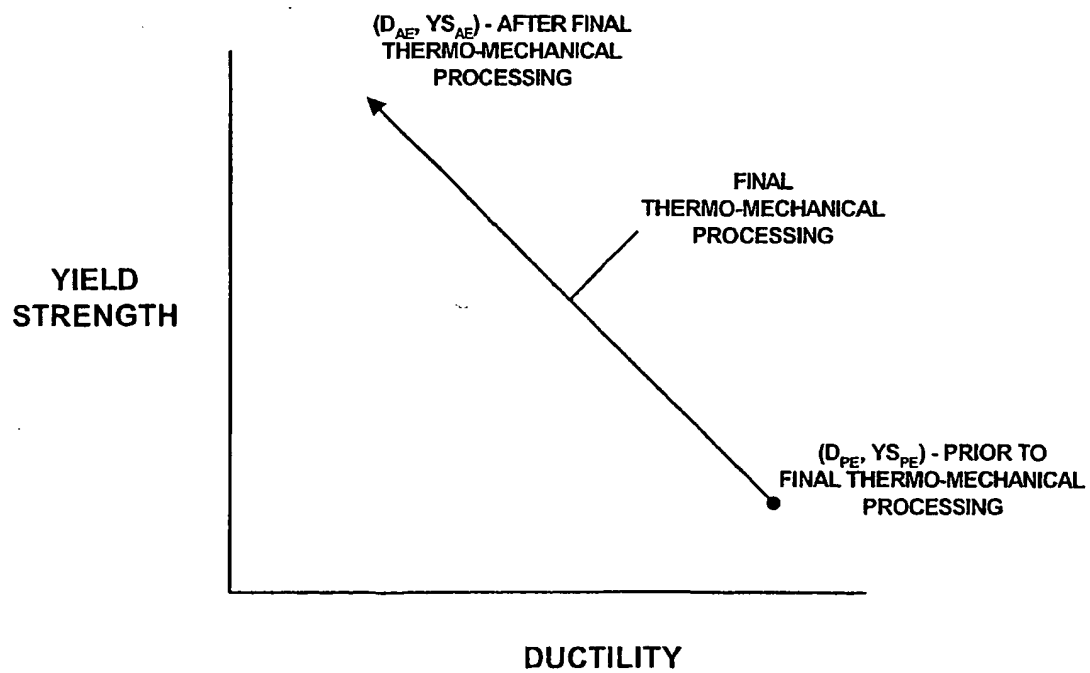 (D_AE, YS_AE) - AFTER FINAL
THERMO-MECHANICAL
PROCESSING
FINAL
THERMO-MECHANICAL
PROCESSING
YIELD
STRENGTH
(D_PE, YS_PE) - PRIOR TO
FINAL THERMO-MECHANICAL
PROCESSING
DUCTILITY